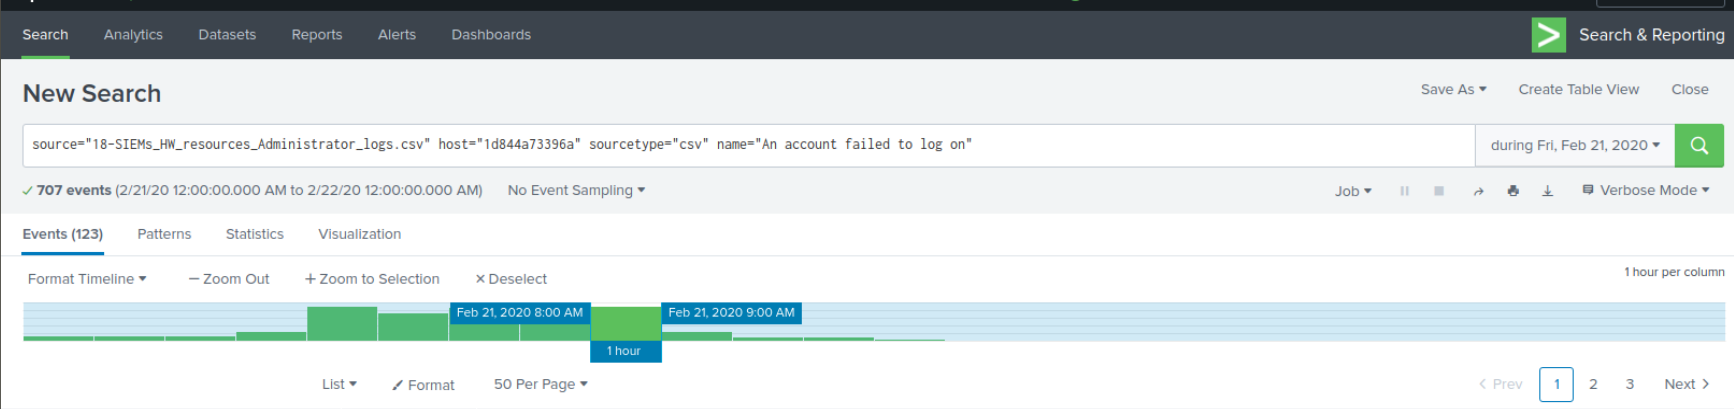 Search Analytics Datasets Reports Alerts Dashboards Search & Reporting
New Search Save As Create Table View Close
source="18-SIEMs_HW_resources_Administrator_logs.csv" host="1d844a73396a" sourcetype="csv" name="An account failed to log on" during Fri, Feb 21, 2020
✓ 707 events (2/21/20 12:00:00.000 AM to 2/22/20 12:00:00.000 AM) No Event Sampling Job Verbose Mode
Events (123) Patterns Statistics Visualization
Format Timeline — Zoom Out + Zoom to Selection × Deselect 1 hour per column
Feb 21, 2020 8:00 AM Feb 21, 2020 9:00 AM
1 hour
List Format 50 Per Page < Prev 1 2 3 Next >